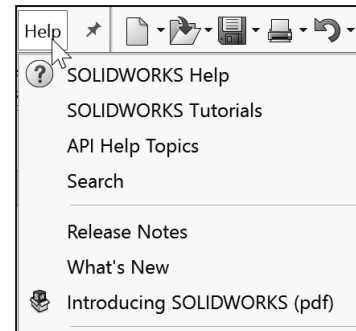 Help
SOLIDWORKS Help
SOLIDWORKS Tutorials
API Help Topics
Search
Release Notes
What's New
Introducing SOLIDWORKS (pdf)